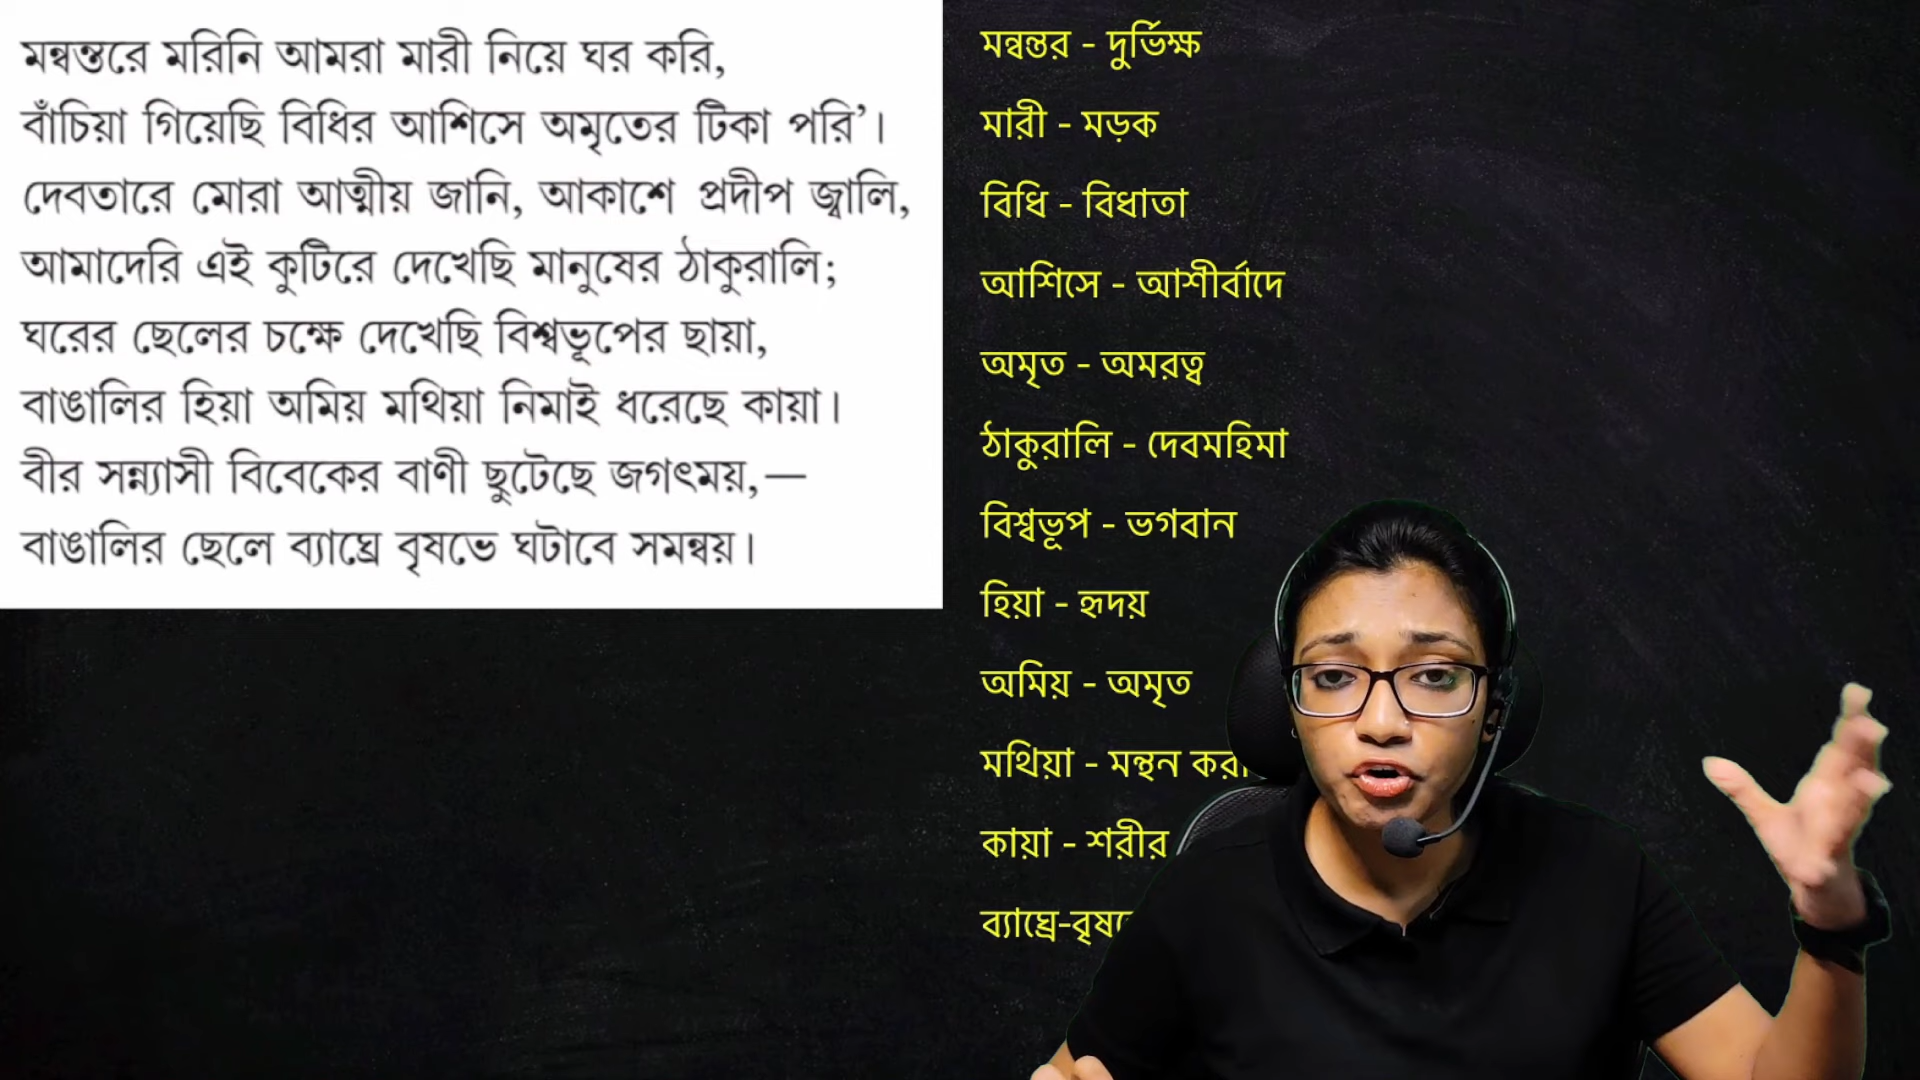 মন্বন্তরে মরিনি আমরা মারী নিয়ে ঘর করি,
বাঁচিয়া গিয়েছি বিধির আশিসে অমৃতের টিকা পরি’।
দেবতারে মোরা আত্মীয় জানি, আকাশে প্রদীপ জ্বালি,
আমাদেরি এই কুটিরে দেখেছি মানুষের ঠাকুরালি;
ঘরের ছেলের চক্ষে দেখেছি বিশ্বভূপের ছায়া,
বাঙালির হিয়া অমিয় মথিয়া নিমাই ধরেছে কায়া।
বীর সন্ন্যাসী বিবেকের বাণী ছুটেছে জগৎময়,—
বাঙালির ছেলে ব্যাঘ্রে বৃষভে ঘটাবে সমন্বয়।
মন্বন্তর - দুর্ভিক্ষ
মারী - মড়ক
বিধি - বিধাতা
আশিসে - আশীর্বাদে
অমৃত - অমরত্ব
ঠাকুরালি - দেবমহিমা
বিশ্বভূপ - ভগবান
হিয়া - হৃদয়
অমিয় - অমৃত
মথিয়া - মন্থন করা
কায়া - শরীর
ব্যাঘ্রে-